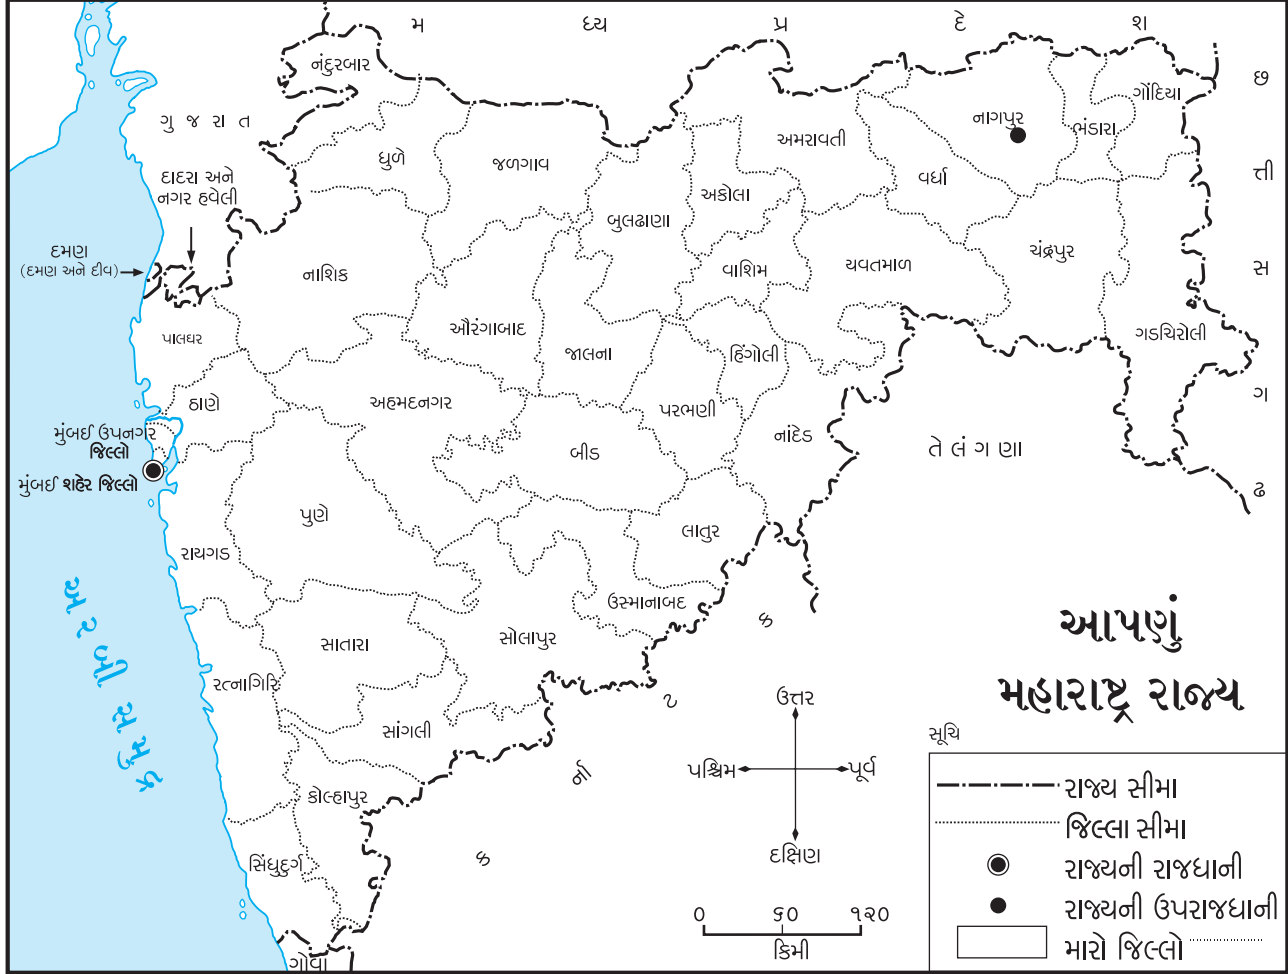 મ ધ્ય પ્ર દે શ
નંદુરબાર
છ
ત્તી
સ
ગ
ઢ
ગોંદિયા
ગુ જ રા ત
નાગપુર
ભંડારા
ધુળે
જળગાવ
અમરાવતી
દાદરા અને
નગર હવેલી
વર્ધા
અકોલા
બુલઢાણા
દમણ
(દમણ અને દીવ)
નાશિક
વાશિમ
યવતમાળ
ચંદ્રપુર
પાલઘર
ઔરંગાબાદ
જાલના
હિંગોલી
ગડચિરોલી
ઠાણે
અહમદનગર
પરભણી
મુંબઈ ઉપનગર
જિલ્લો
નાંદેડ
બીડ
તે લં ગ ણા
મુંબઈ શહેર જિલ્લો
પુણે
લાતુર
રાયગડ
અ ર બી સ મુ દ્ર
ઉસ્માનાબદ
સાતારા
સોલાપુર
ક ર્ના ટ ક
રત્નાગિરિ
સાંગલી
કોલ્હાપુર
સિંધુદુર્ગ
ગોવા
આપણું
મહારાષ્ટ્ર રાજ્ય
ઉત્તર
પશ્ચિમ
પૂર્વ
દક્ષિણ
૦ ૬૦ ૧૨૦
કિમી
સૂચિ
રાજ્ય સીમા
જિલ્લા સીમા
રાજ્યની રાજધાની
રાજ્યની ઉપરાજધાની
મારો જિલ્લો